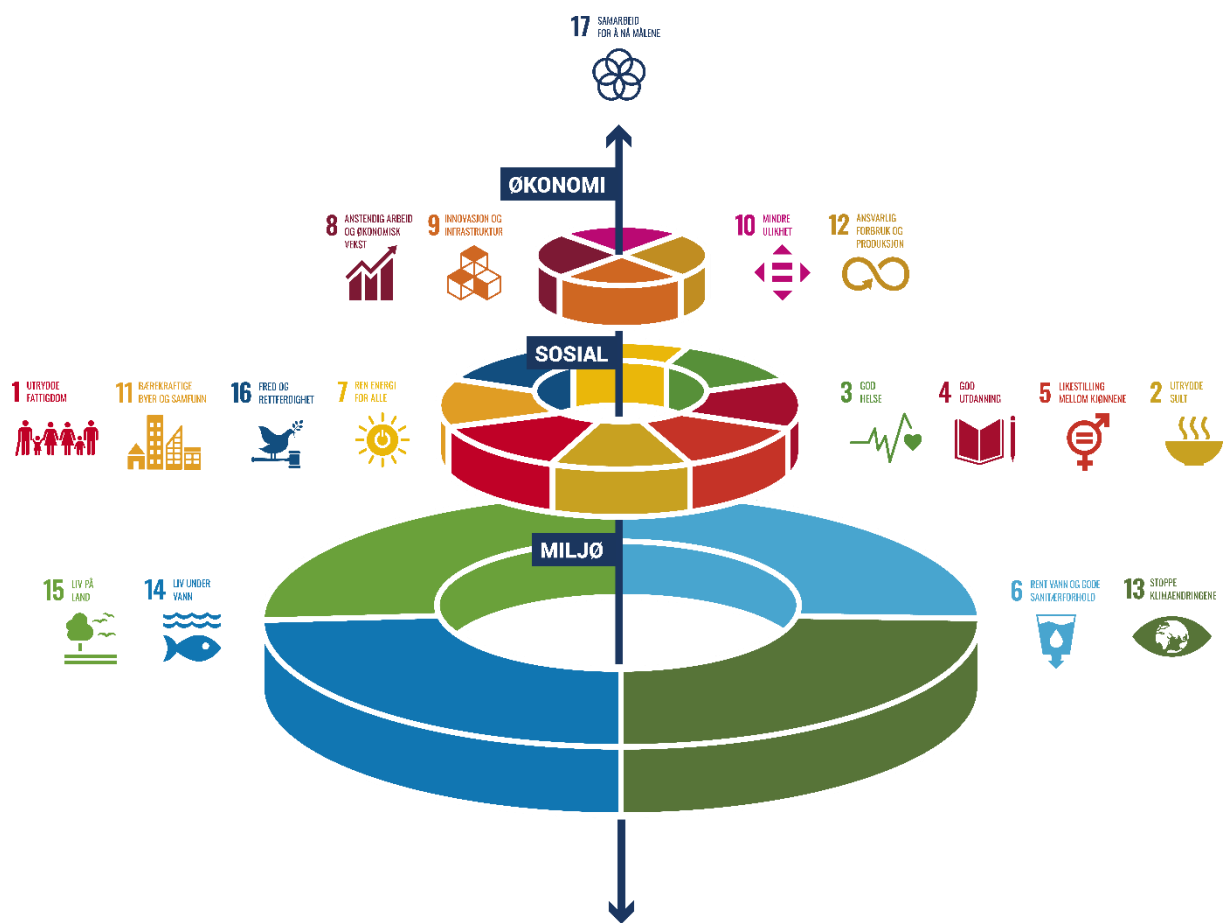 17 SAMARBEID
FOR Å NÅ MÅLENE
ØKONOMI
8 ANSTENDIG ARBEID
OG ØKONOMISK
VEKST
9 INNOVASJON OG
INFRASTRUKTUR
10 MINDRE
ULIKHET
12 ANSVARLIG
FORBRUK OG
PRODUKSJON
SOSIAL
1 UTRYDDE
FATTIGDOM
11 BÆREKRAFTIGE
BYER OG SAMFUNN
16 FRED OG
RETTFERDIGHET
7 REN ENERGI
FOR ALLE
3 GOD
HELSE
4 GOD
UTDANNING
5 LIKESTILLING
MELLOM KJØNNENE
2 UTRYDDE
SULT
MILJØ
15 LIV PÅ
LAND
14 LIV UNDER
VANN
6 RENT VANN OG GODE
SANITÆRFORHOLD
13 STOPPE
KLIMAENDRINGENE